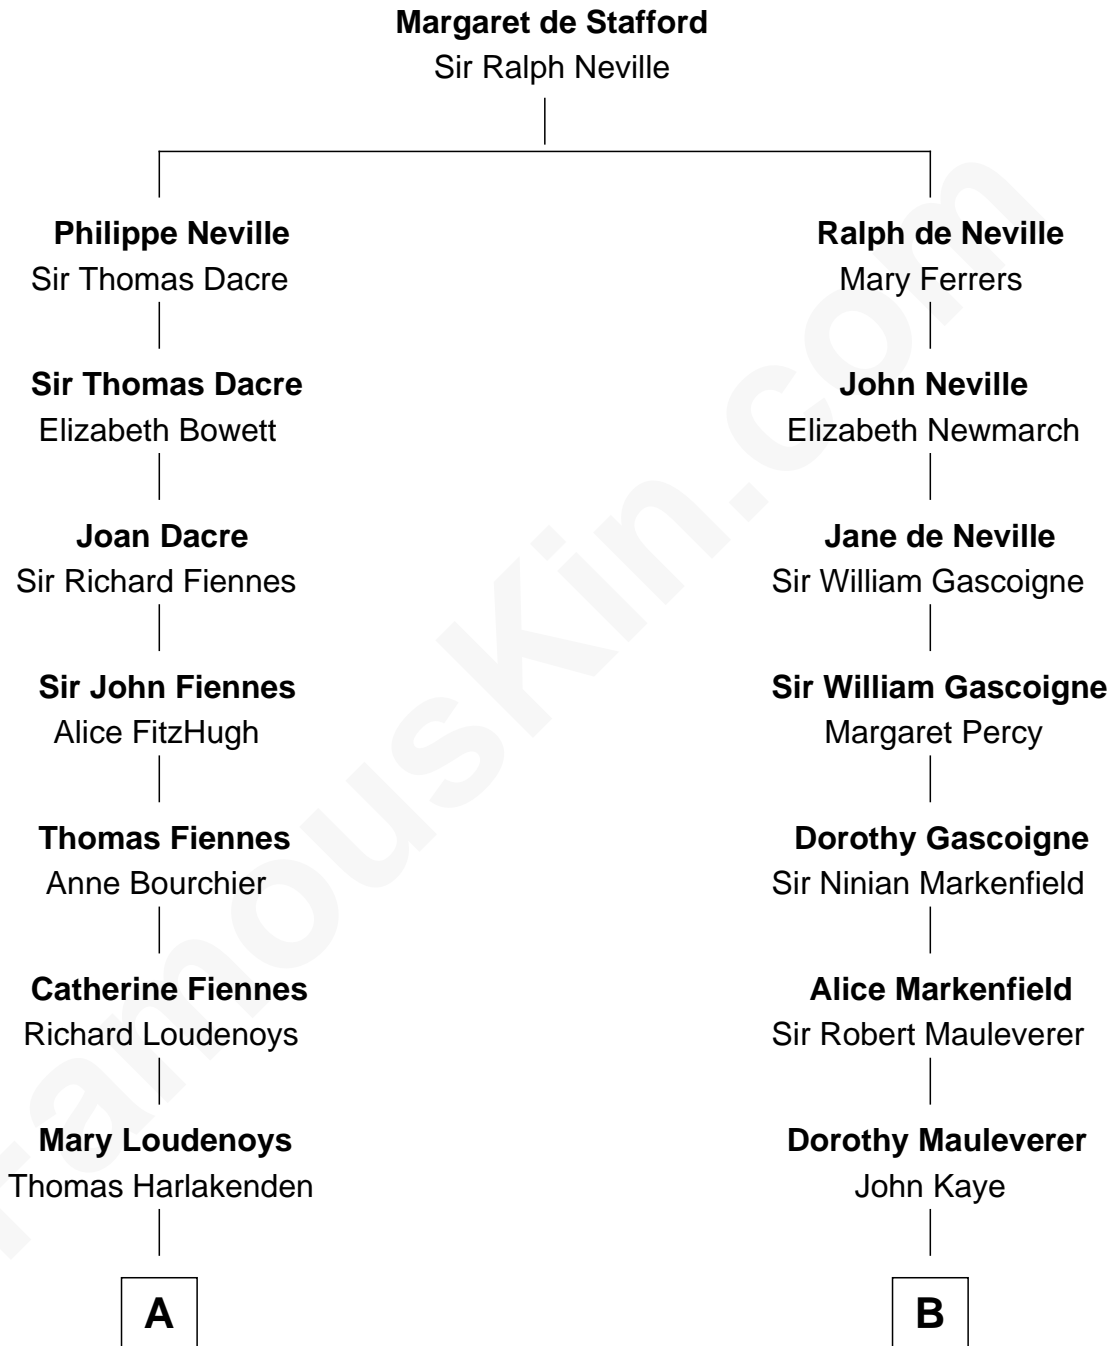 Margaret de Stafford
Sir Ralph Neville
Philippe Neville
Sir Thomas Dacre
Ralph de Neville
Mary Ferrers
Sir Thomas Dacre
Elizabeth Bowett
John Neville
Elizabeth Newmarch
Joan Dacre
Sir Richard Fiennes
Jane de Neville
Sir William Gascoigne
Sir John Fiennes
Alice FitzHugh
Sir William Gascoigne
Margaret Percy
Thomas Fiennes
Anne Bourchier
Dorothy Gascoigne
Sir Ninian Markenfield
Catherine Fiennes
Richard Loudenoys
Alice Markenfield
Sir Robert Mauleverer
Mary Loudenoys
Thomas Harlakenden
Dorothy Mauleverer
John Kaye
A
B
FamousKin.com